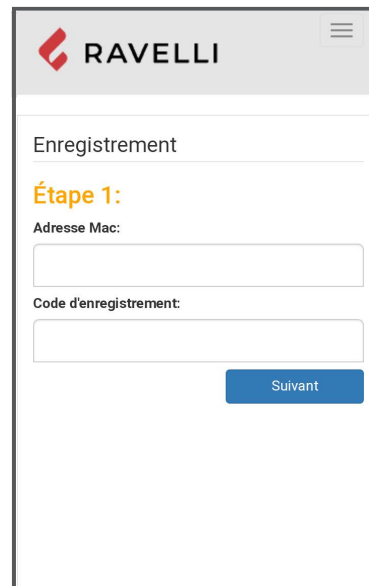 RAVELLI
Enregistrement
Étape 1:
Adresse Mac:
Code d'enregistrement:
Suivant